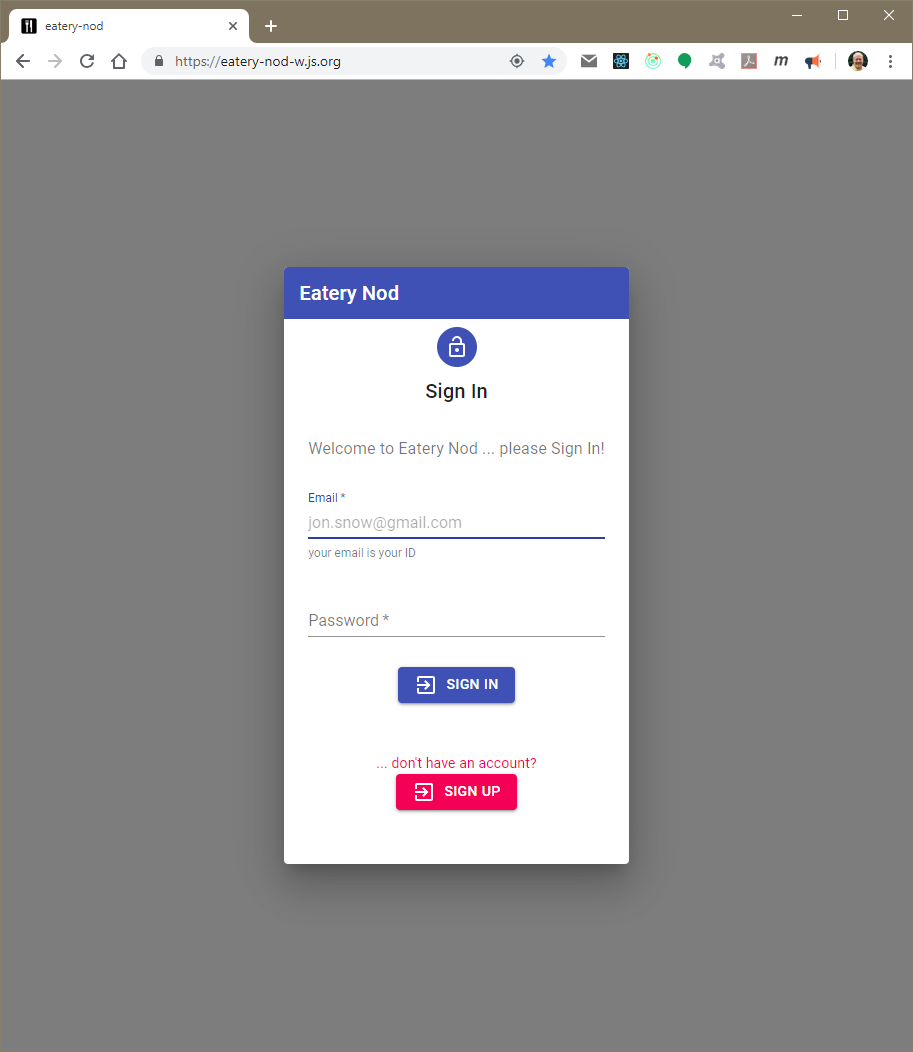 eatery-nod
https://eatery-nod-w.js.org
m
Eatery Nod
Sign In
Welcome to Eatery Nod ... please Sign In!
Email *
jon.snow@gmail.com
your email is your ID
Password *
SIGN IN
... don't have an account?
SIGN UP